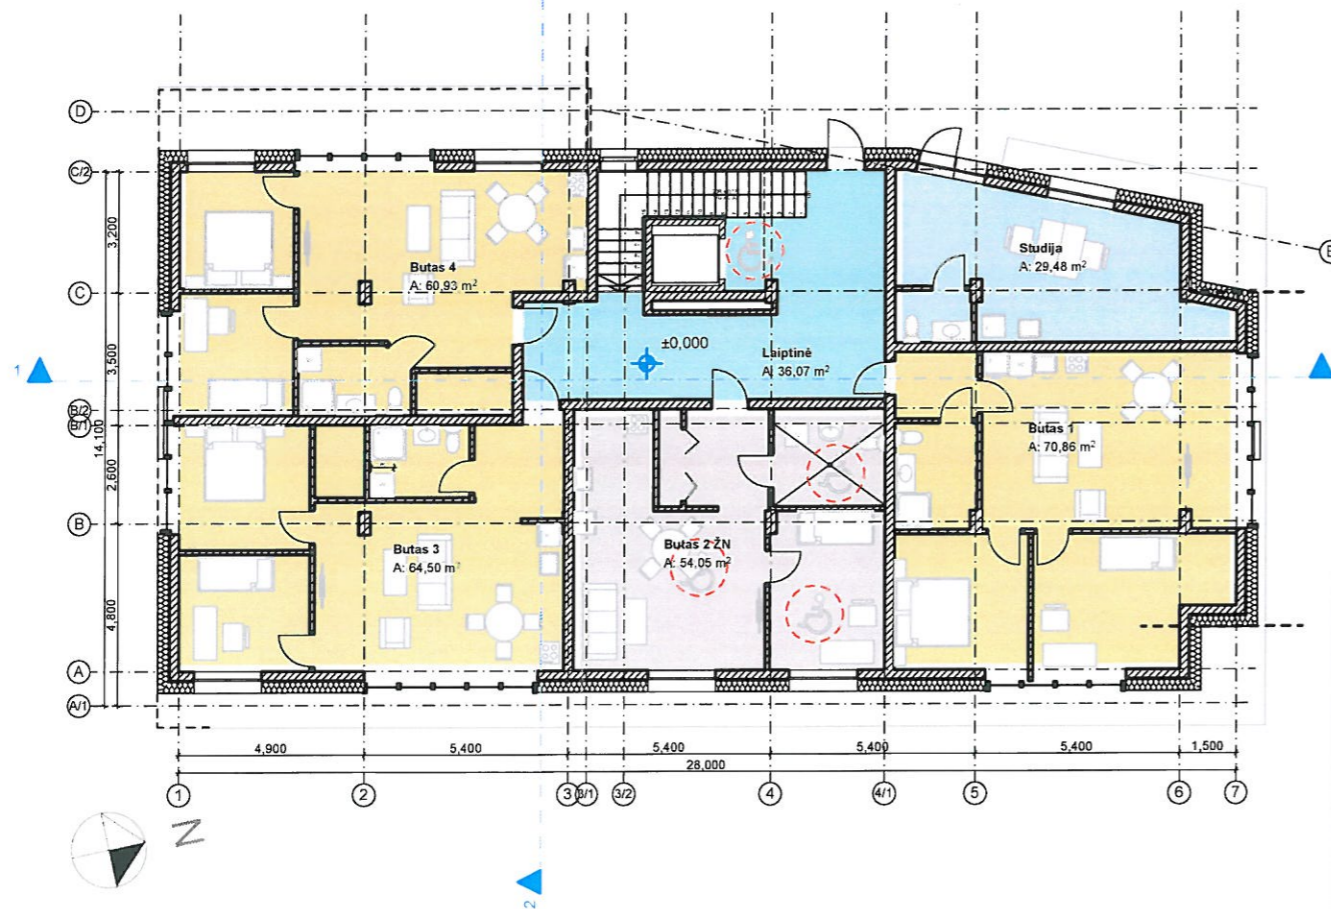 D
C/2
3,200
Studija
A: 29,48 m²
E
Butas 4
A: 60,93 m²
C
±0,000
3,500
Laiptinė
A: 36,07 m²
1
B/2
B/1
14,100
Butas 1
A: 70,86 m²
2,600
B
Butas 3
A: 64,50 m²
Butas 2 ŽN
A: 54,05 m²
4,800
A
A/1
4,900
5,400
5,400
5,400
5,400
1,500
28,000
1
2
3
3/1
3/2
4
4/1
5
6
7
N
2